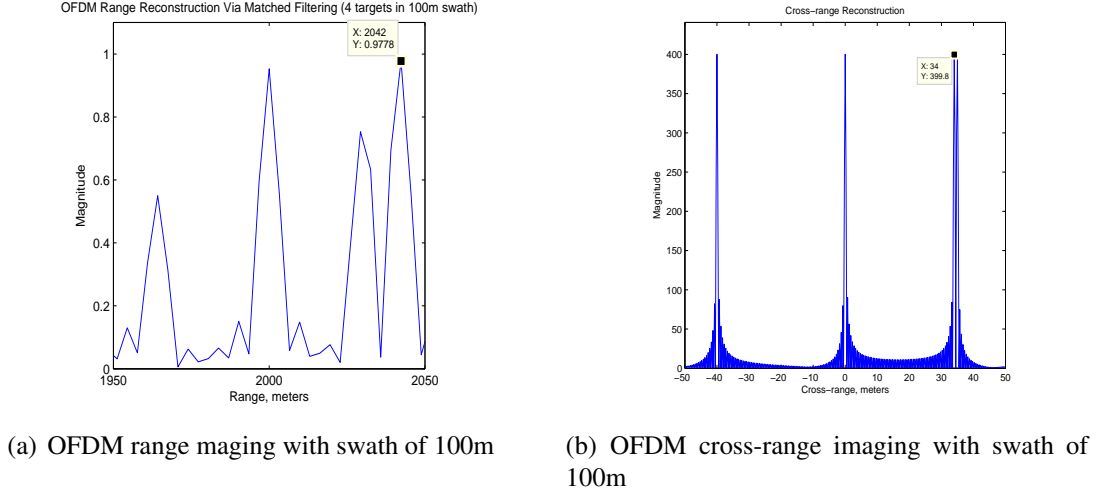 OFDM Range Reconstruction Via Matched Filtering (4 targets in 100m swath)
X: 2042
Y: 0.9778
1
0.8
0.6
0.4
0.2
0
Magnitude
1950
2000
2050
Range, meters
(a) OFDM range maging with swath of 100m
Cross-range Reconstruction
X: 34
Y: 399.8
400
350
300
250
200
150
100
50
0
Magnitude
-50 -40 -30 -20 -10 0 10 20 30 40 50
Cross-range, meters
(b) OFDM cross-range imaging with swath of
100m